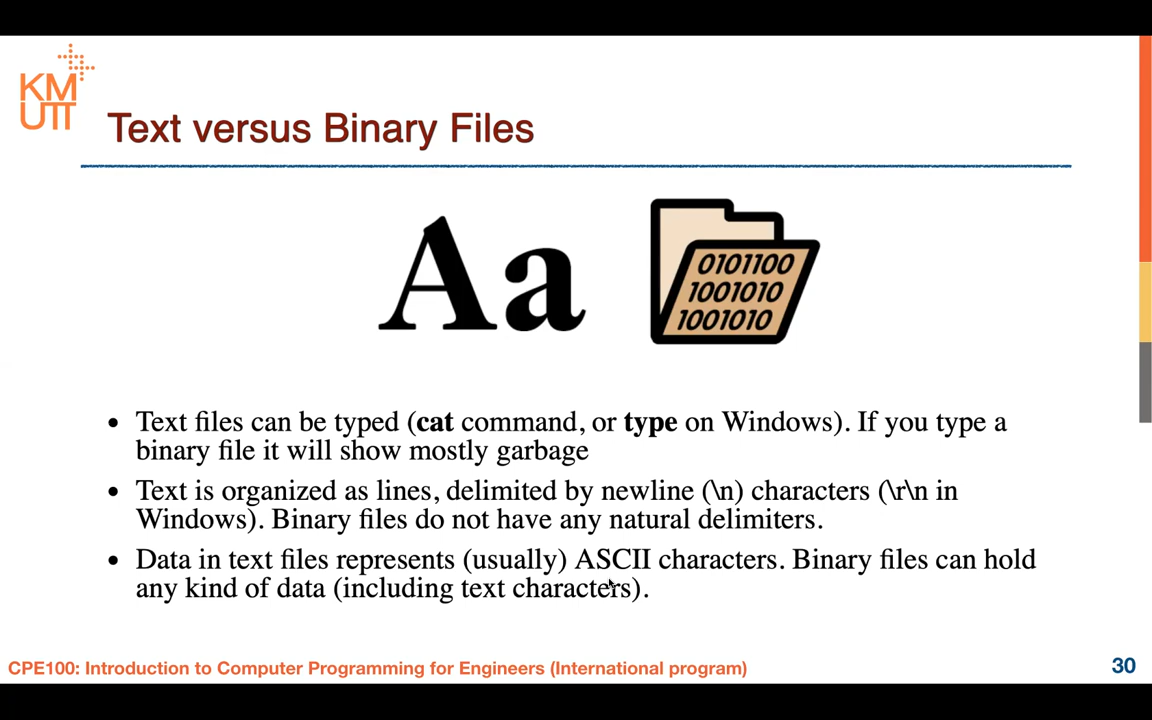 KM
UTT
Text versus Binary Files
Aa
0101100
1001010
1001010
• Text files can be typed (cat command, or type on Windows). If you type a
binary file it will show mostly garbage
• Text is organized as lines, delimited by newline (\n) characters (\r\n in
Windows). Binary files do not have any natural delimiters.
• Data in text files represents (usually) ASCII characters. Binary files can hold
any kind of data (including text characters).
CPE100: Introduction to Computer Programming for Engineers (International program)
30